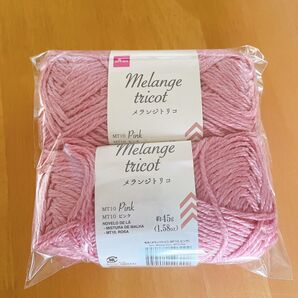 Melange
tricot
メランジトリコ
MT10 Pink
MT10
Melange
tricot
メランジトリコ
MT10 Pink
MT10 ピンク
約45g
(1.58oz)
NOVELO DE LÃ
- MISTURA DE MALHA
- MT10, ROSA